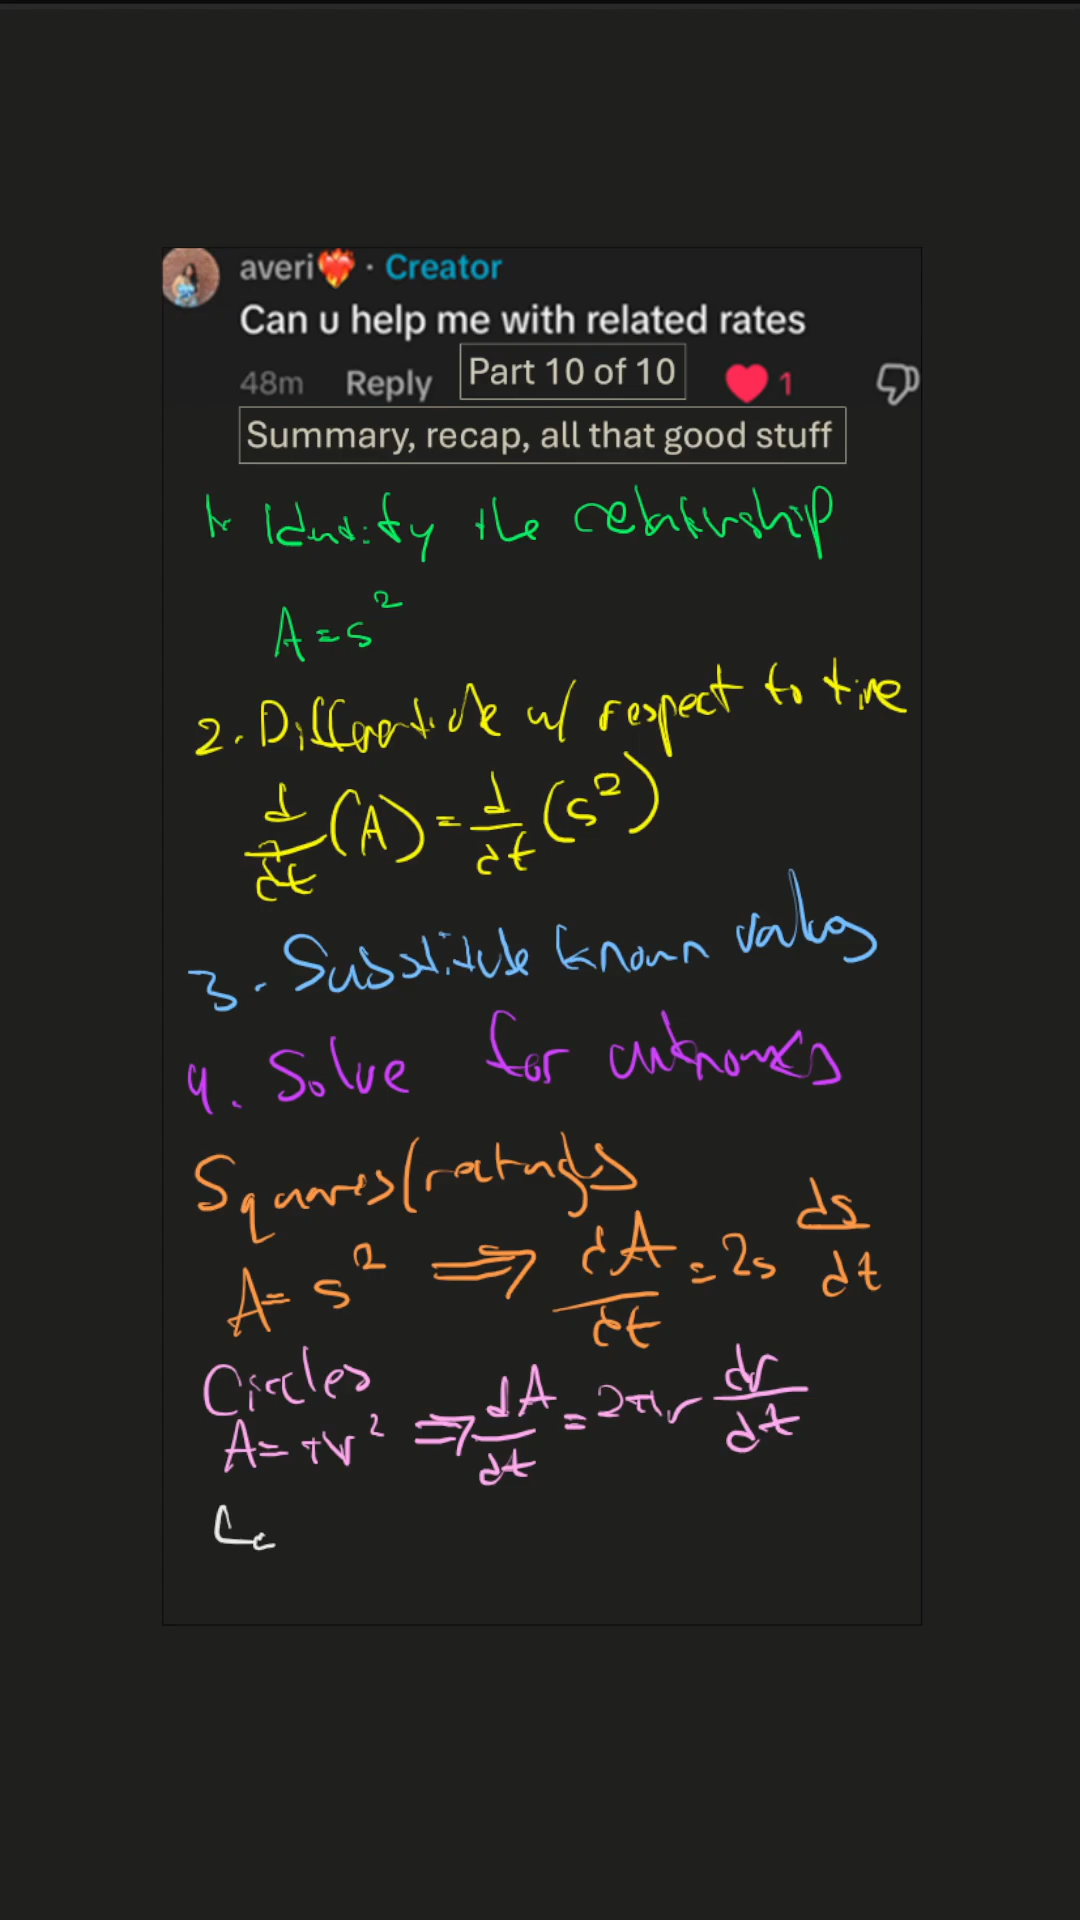 averi❤️‍🔥 · Creator
Can u help me with related rates
48m Reply Part 10 of 10 1
Summary, recap, all that good stuff
1. Identify the relationship
A = s²
2. Differentiate w/ respect to time
d/dt (A) = d/dt (s²)
3. Substitute known values
4. Solve for unknowns
Squares/rectangles
A = s² ⟹ dA/dt = 2s ds/dt
Circles
A = πr² ⟹ dA/dt = 2πr dr/dt